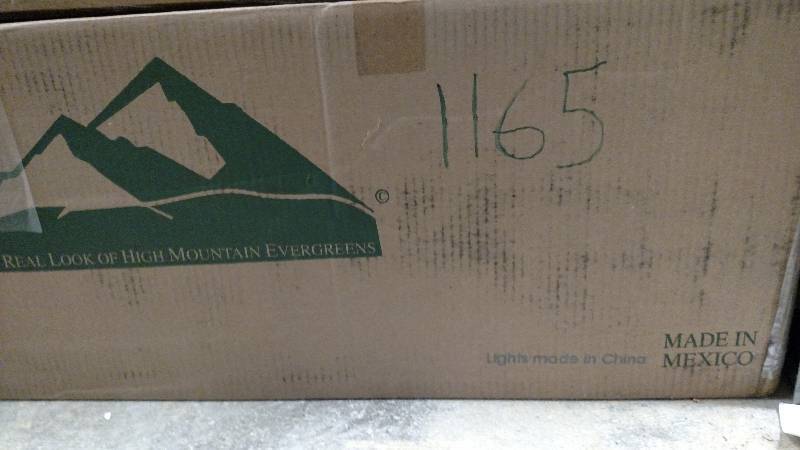 1165
©
REAL LOOK OF HIGH MOUNTAIN EVERGREENS
MADE IN
Lights made in China MEXICO